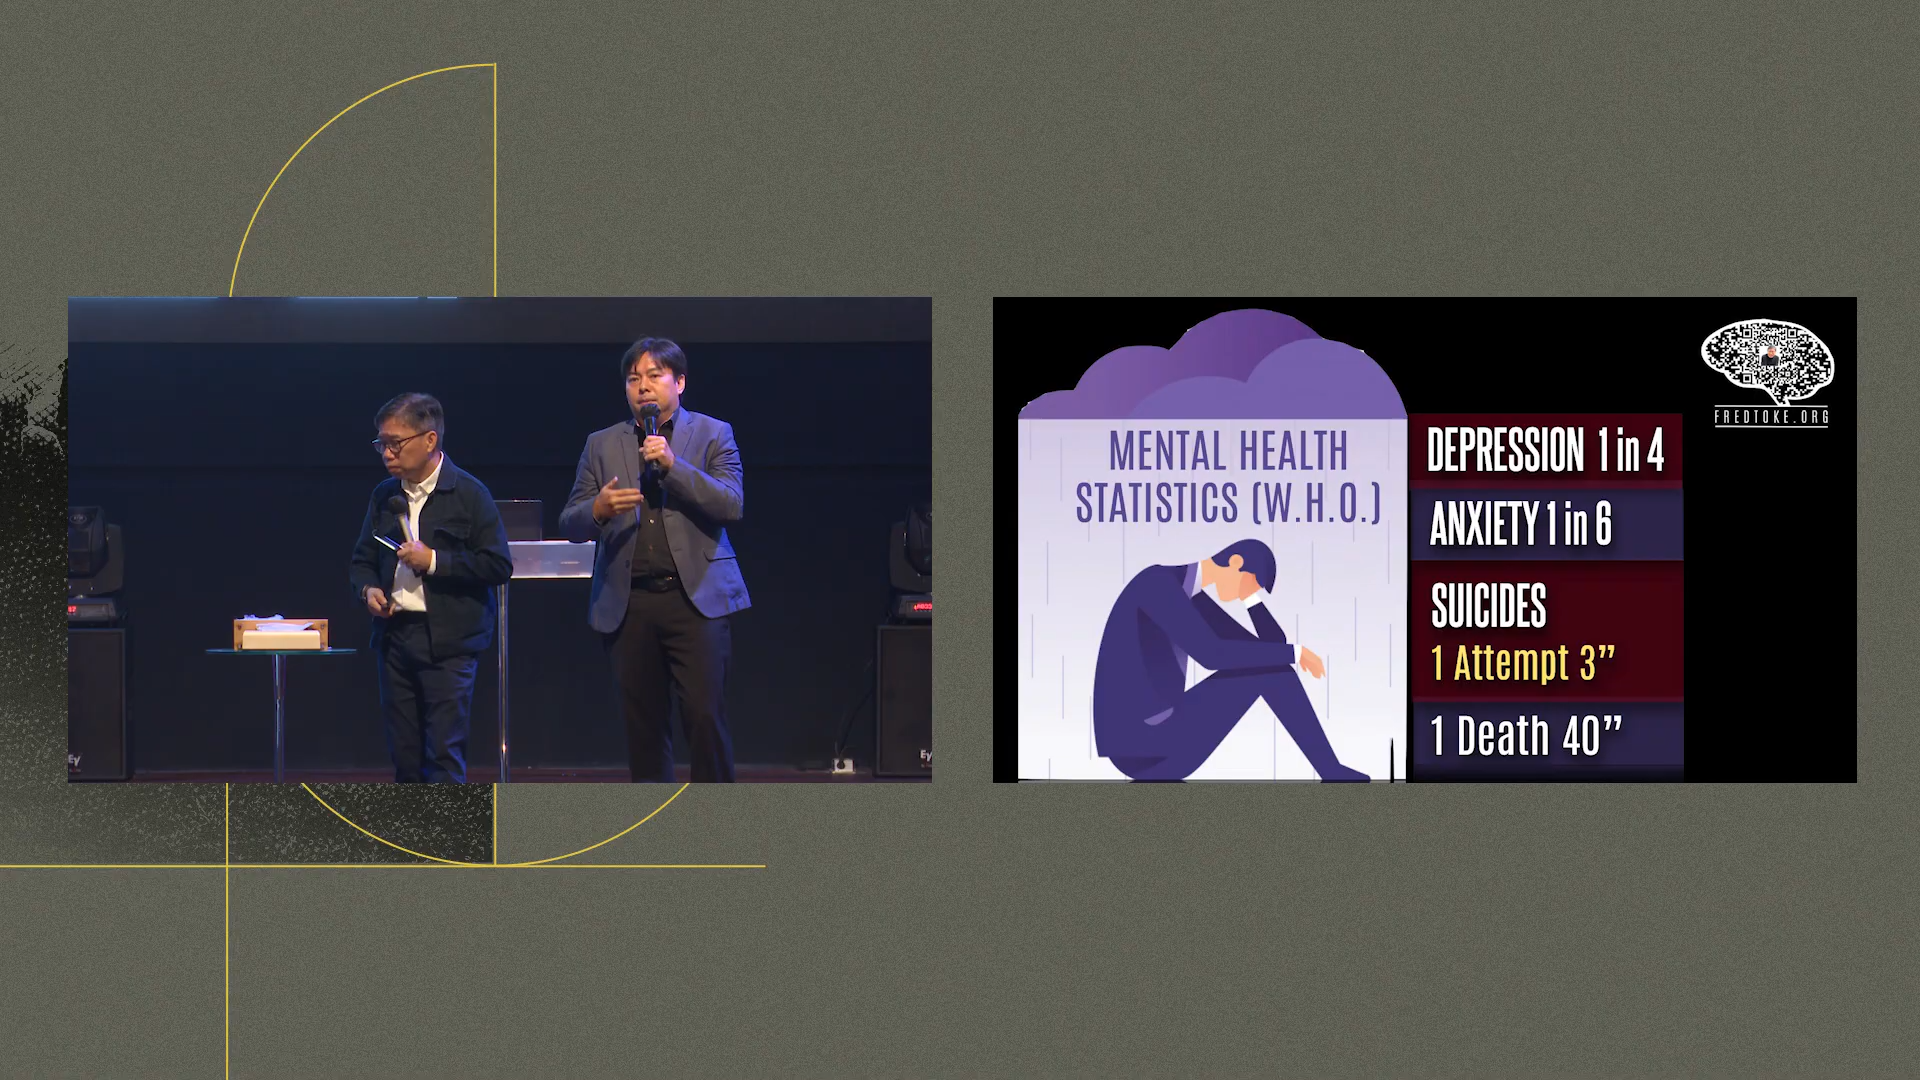 MENTAL HEALTH
STATISTICS (W.H.O.)
DEPRESSION 1 in 4
ANXIETY 1 in 6
SUICIDES
1 Attempt 3”
1 Death 40”
FREDTOKE.ORG